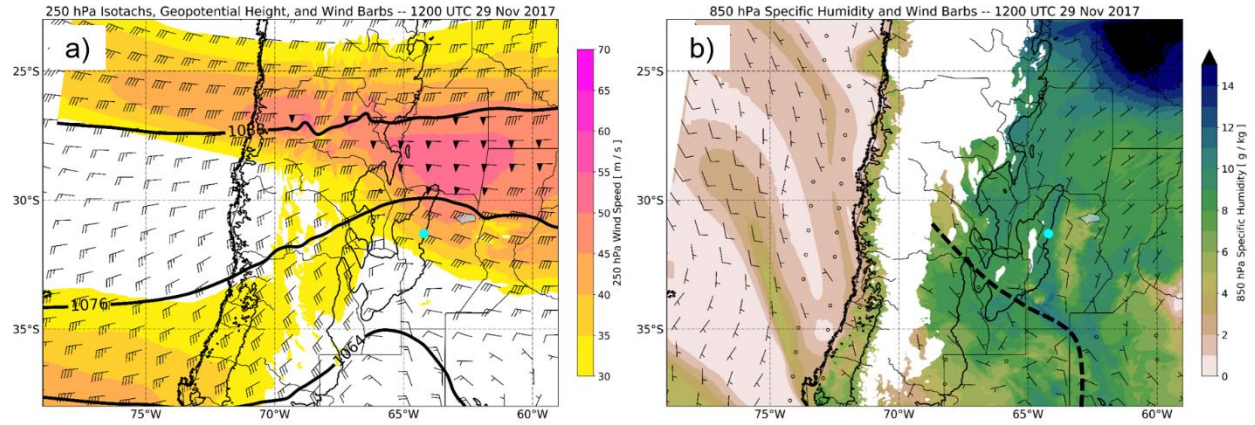 250 hPa Isotachs, Geopotential Height, and Wind Barbs -- 1200 UTC 29 Nov 2017
a)
25°S
30°S
35°S
75°W
70°W
65°W
60°W
1088
1076
1064
70
65
60
55
50
45
40
35
30
250 hPa Wind Speed [ m / s ]
850 hPa Specific Humidity and Wind Barbs -- 1200 UTC 29 Nov 2017
b)
25°S
30°S
35°S
75°W
70°W
65°W
60°W
14
12
10
8
6
4
2
0
850 hPa Specific Humidity [ g / kg ]